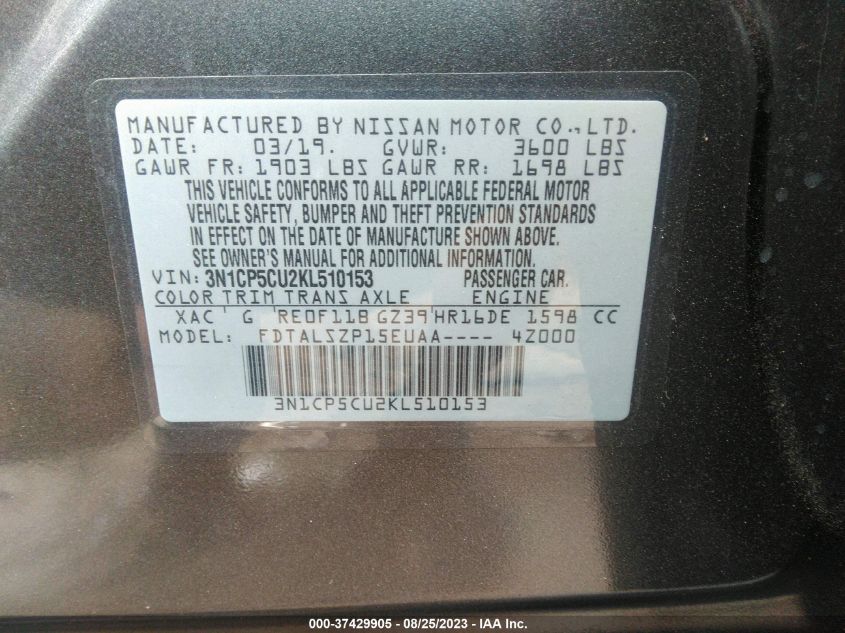 MANUFACTURED BY NISSAN MOTOR CO.,LTD.
DATE: 03/19. GVWR: 3600 LBS
GAWR FR: 1903 LBS GAWR RR: 1698 LBS
THIS VEHICLE CONFORMS TO ALL APPLICABLE FEDERAL MOTOR
VEHICLE SAFETY, BUMPER AND THEFT PREVENTION STANDARDS
IN EFFECT ON THE DATE OF MANUFACTURE SHOWN ABOVE.
SEE OWNER'S MANUAL FOR ADDITIONAL INFORMATION.
VIN: 3N1CP5CU2KL510153 PASSENGER CAR.
COLOR TRIM TRANS AXLE ENGINE
XAC' G 'RE0F11B GZ39'HR16DE 1598 CC
MODEL: FDTALSZP15EUAA---- 4Z000
3N1CP5CU2KL510153
000-37429905 - 08/25/2023 - IAA Inc.